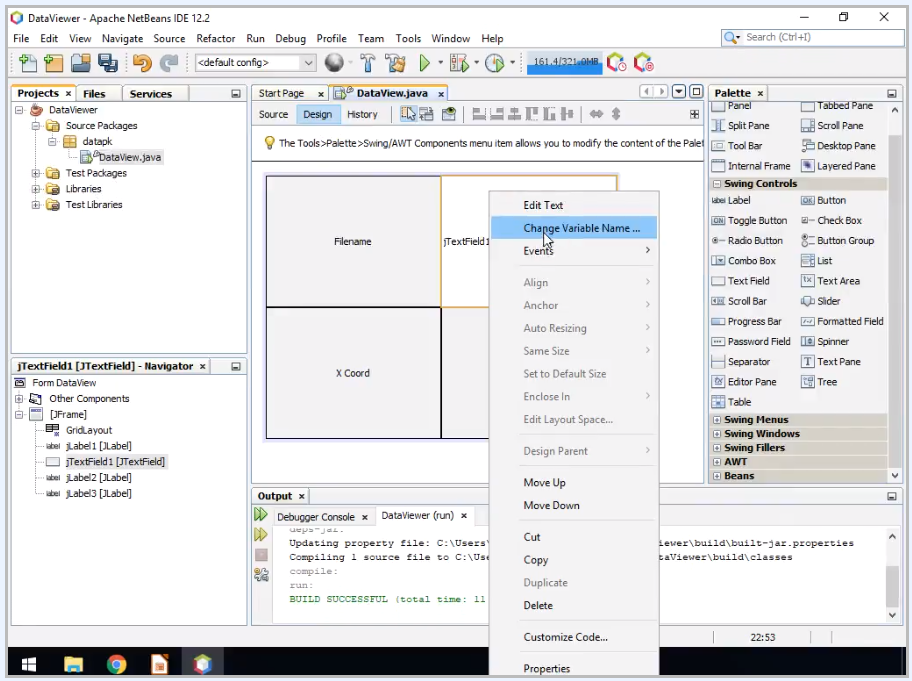 DataViewer - Apache NetBeans IDE 12.2
File Edit View Navigate Source Refactor Run Debug Profile Team Tools Window Help
Search (Ctrl+I)
<default config>
161.4/321.0MB
Projects
Files
Services
DataViewer
Source Packages
datapk
DataView.java
Test Packages
Libraries
Test Libraries
jTextField1 [JTextField] - Navigator
Form DataView
Other Components
[JFrame]
GridLayout
label jLabel1 [JLabel]
jTextField1 [JTextField]
label jLabel2 [JLabel]
label jLabel3 [JLabel]
Start Page
DataView.java
Source Design History
The Tools>Palette>Swing/AWT Components menu item allows you to modify the content of the Palet
Filename
jTextField1
X Coord
Edit Text
Change Variable Name ...
Events
Align
Anchor
Auto Resizing
Same Size
Set to Default Size
Enclose In
Edit Layout Space...
Design Parent
Move Up
Move Down
Cut
Copy
Duplicate
Delete
Customize Code...
Properties
Palette
Panel
Tabbed Pane
Split Pane
Scroll Pane
Tool Bar
Desktop Pane
Internal Frame
Layered Pane
Swing Controls
label Label
OK Button
ON Toggle Button
Check Box
Radio Button
Button Group
Combo Box
List
Text Field
Text Area
Scroll Bar
Slider
Progress Bar
Formatted Field
Password Field
Spinner
Separator
Text Pane
Editor Pane
Tree
Table
Swing Menus
Swing Windows
Swing Fillers
AWT
Beans
Output
Debugger Console
DataViewer (run)
deps-jar:
Updating property file: C:\Users
iewer\build\built-jar.properties
Compiling 1 source file to C:\Use
taViewer\build\classes
compile:
run:
BUILD SUCCESSFUL (total time: 11
22:53